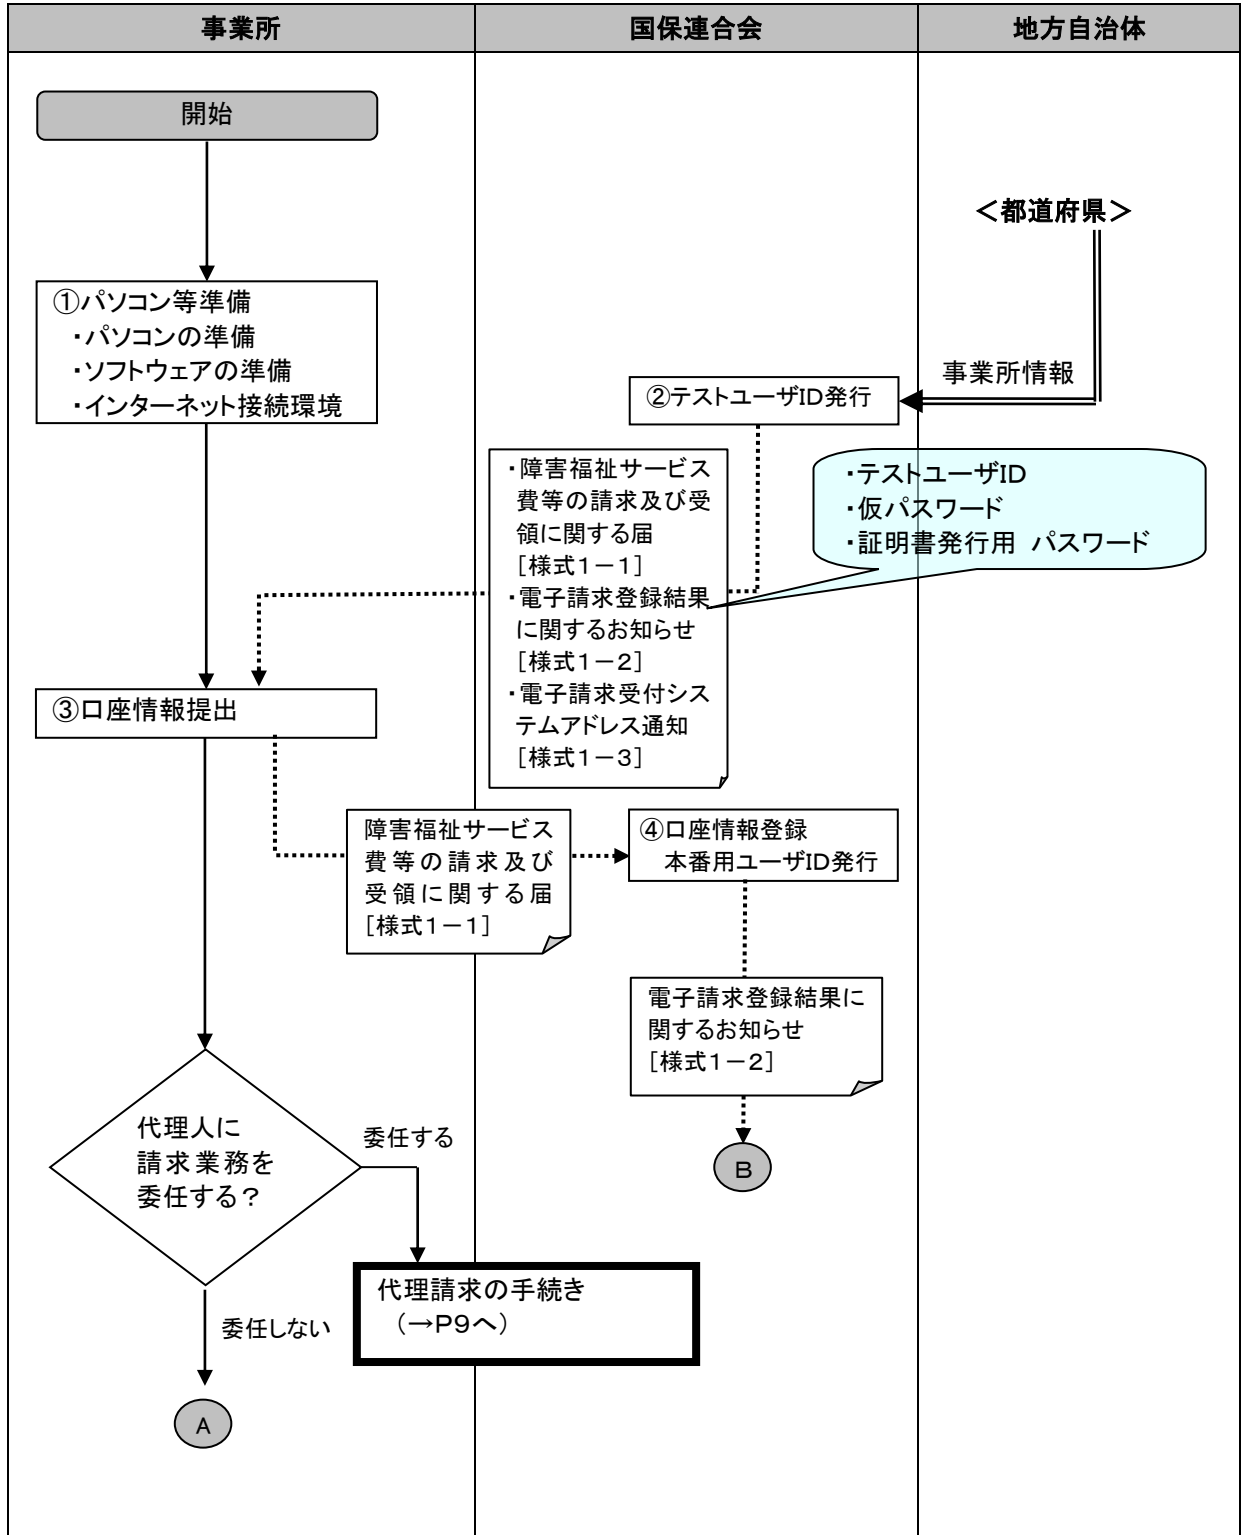 事業所
国保連合会
地方自治体
開始
＜都道府県＞
①パソコン等準備
・パソコンの準備
・ソフトウェアの準備
・インターネット接続環境
事業所情報
②テストユーザID発行
・障害福祉サービス
費等の請求及び受
領に関する届
［様式１－１］
・電子請求登録結果
に関するお知らせ
［様式１－２］
・電子請求受付シス
テムアドレス通知
［様式１－３］
・テストユーザID
・仮パスワード
・証明書発行用 パスワード
③口座情報提出
障害福祉サービス
費等の請求及び
受領に関する届
［様式１－１］
④口座情報登録
本番用ユーザID発行
電子請求登録結果に
関するお知らせ
［様式１－２］
代理人に
請求業務を
委任する？
委任する
B
代理請求の手続き
（→P９へ）
委任しない
A